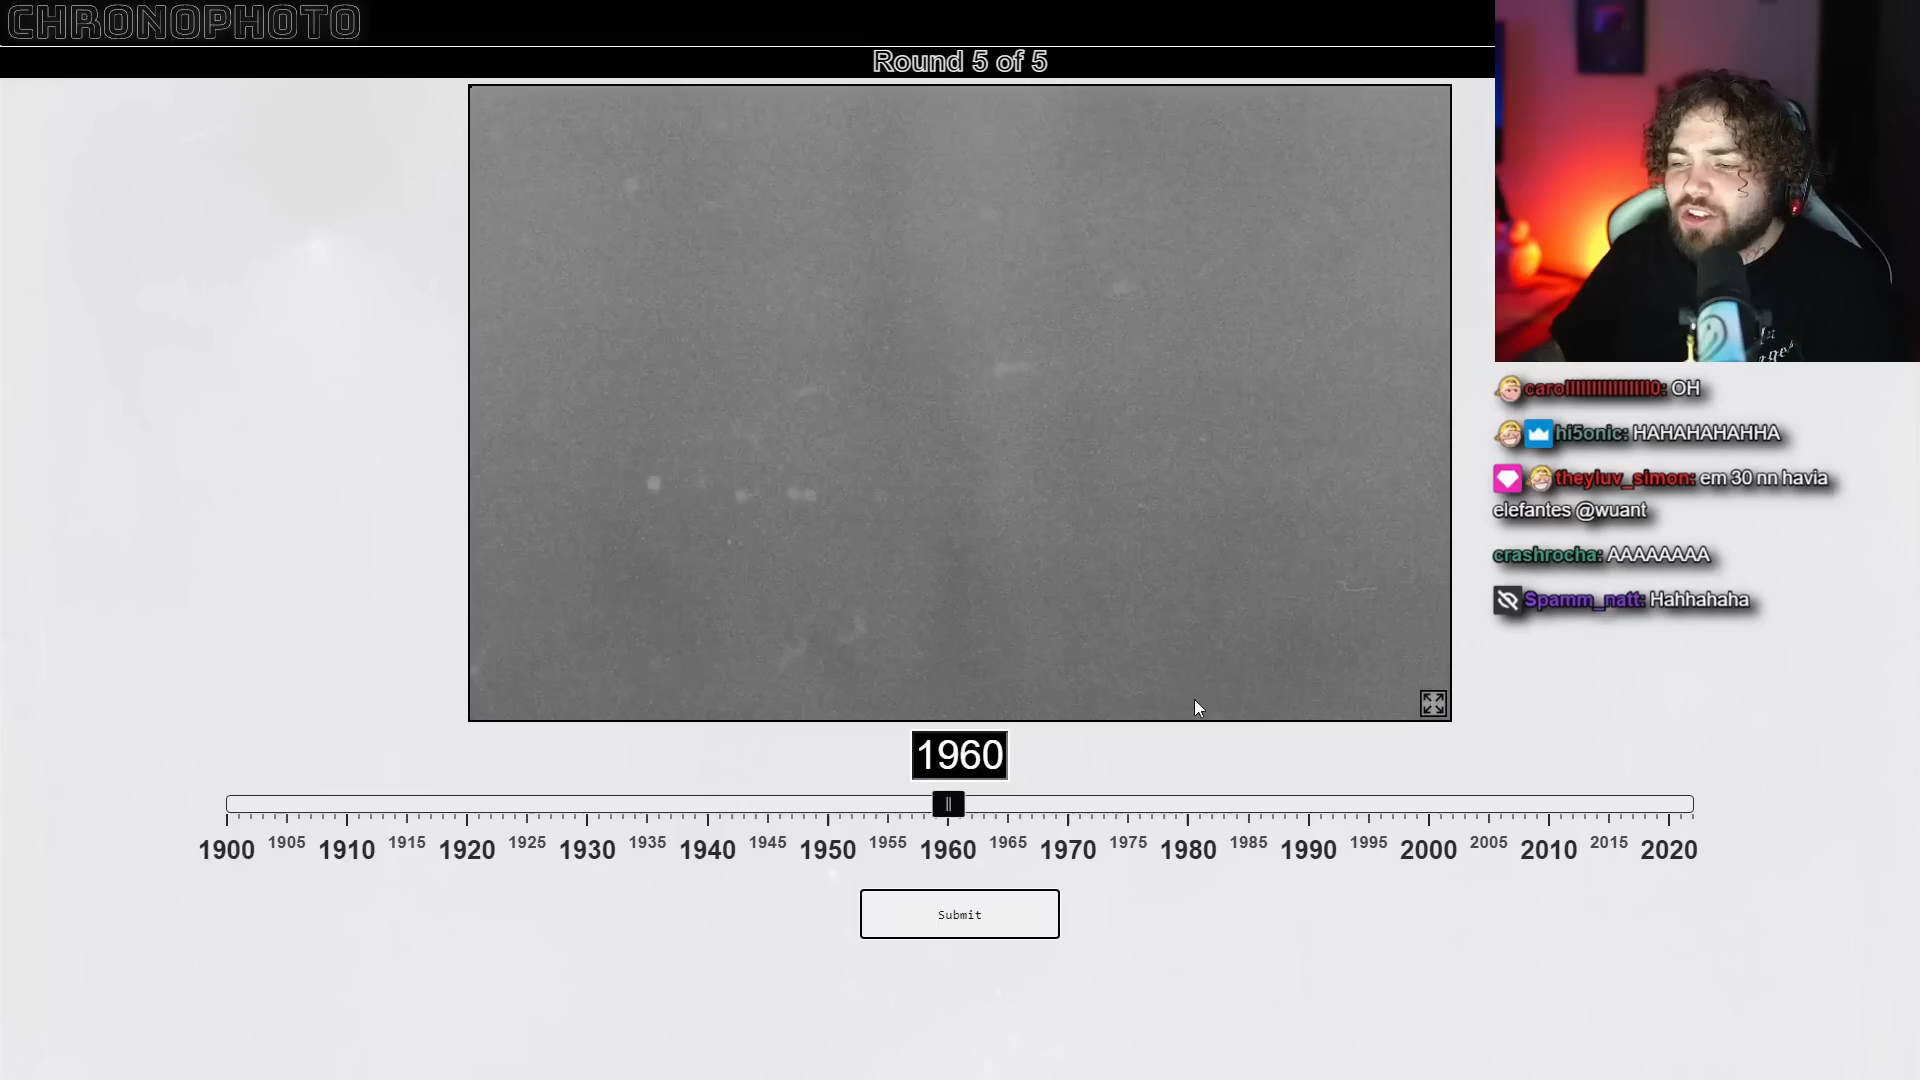 CHRONOPHOTO
Round 5 of 5
carollllllllllllllllll0: OH
hi5onic: HAHAHAHAHHA
theyluv_simon: em 30 nn havia
elefantes @wuant
crashrocha: AAAAAAAA
Spamm_natt: Hahhahaha
1960
1900 1905 1910 1915 1920 1925 1930 1935 1940 1945 1950 1955 1960 1965 1970 1975 1980 1985 1990 1995 2000 2005 2010 2015 2020
Submit